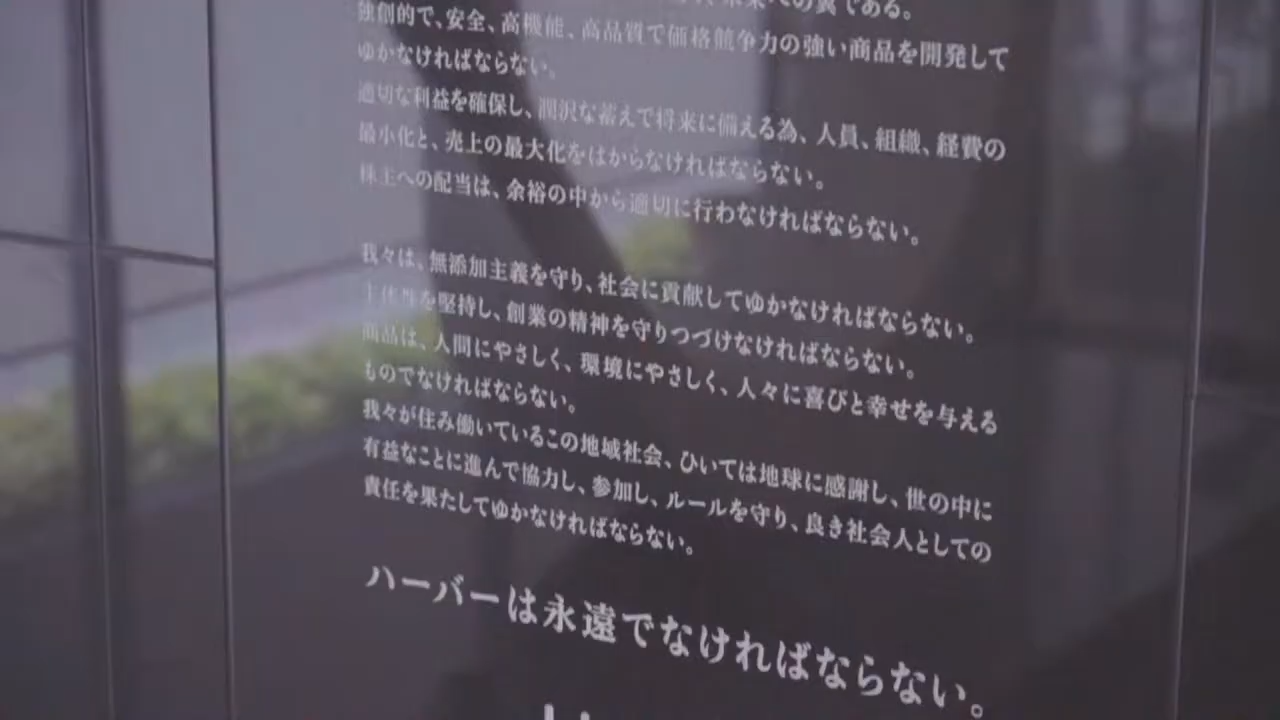 の翼である。
独創的で、安全、高機能、高品質で価格競争力の強い商品を開発して
ゆかなければならない。
適切な利益を確保し、潤沢な蓄えで将来に備える為、人員、組織、経費の
最小化と、売上の最大化をはからなければならない。
株主への配当は、余裕の中から適切に行わなければならない。
我々は、無添加主義を守り、社会に貢献してゆかなければならない。
主体性を堅持し、創業の精神を守りつづけなければならない。
商品は、人間にやさしく、環境にやさしく、人々に喜びと幸せを与える
ものでなければならない。
我々が住み働いているこの地域社会、ひいては地球に感謝し、世の中に
有益なことに進んで協力し、参加し、ルールを守り、良き社会人としての
責任を果たしてゆかなければならない。
ハーバーは永遠でなければならない。